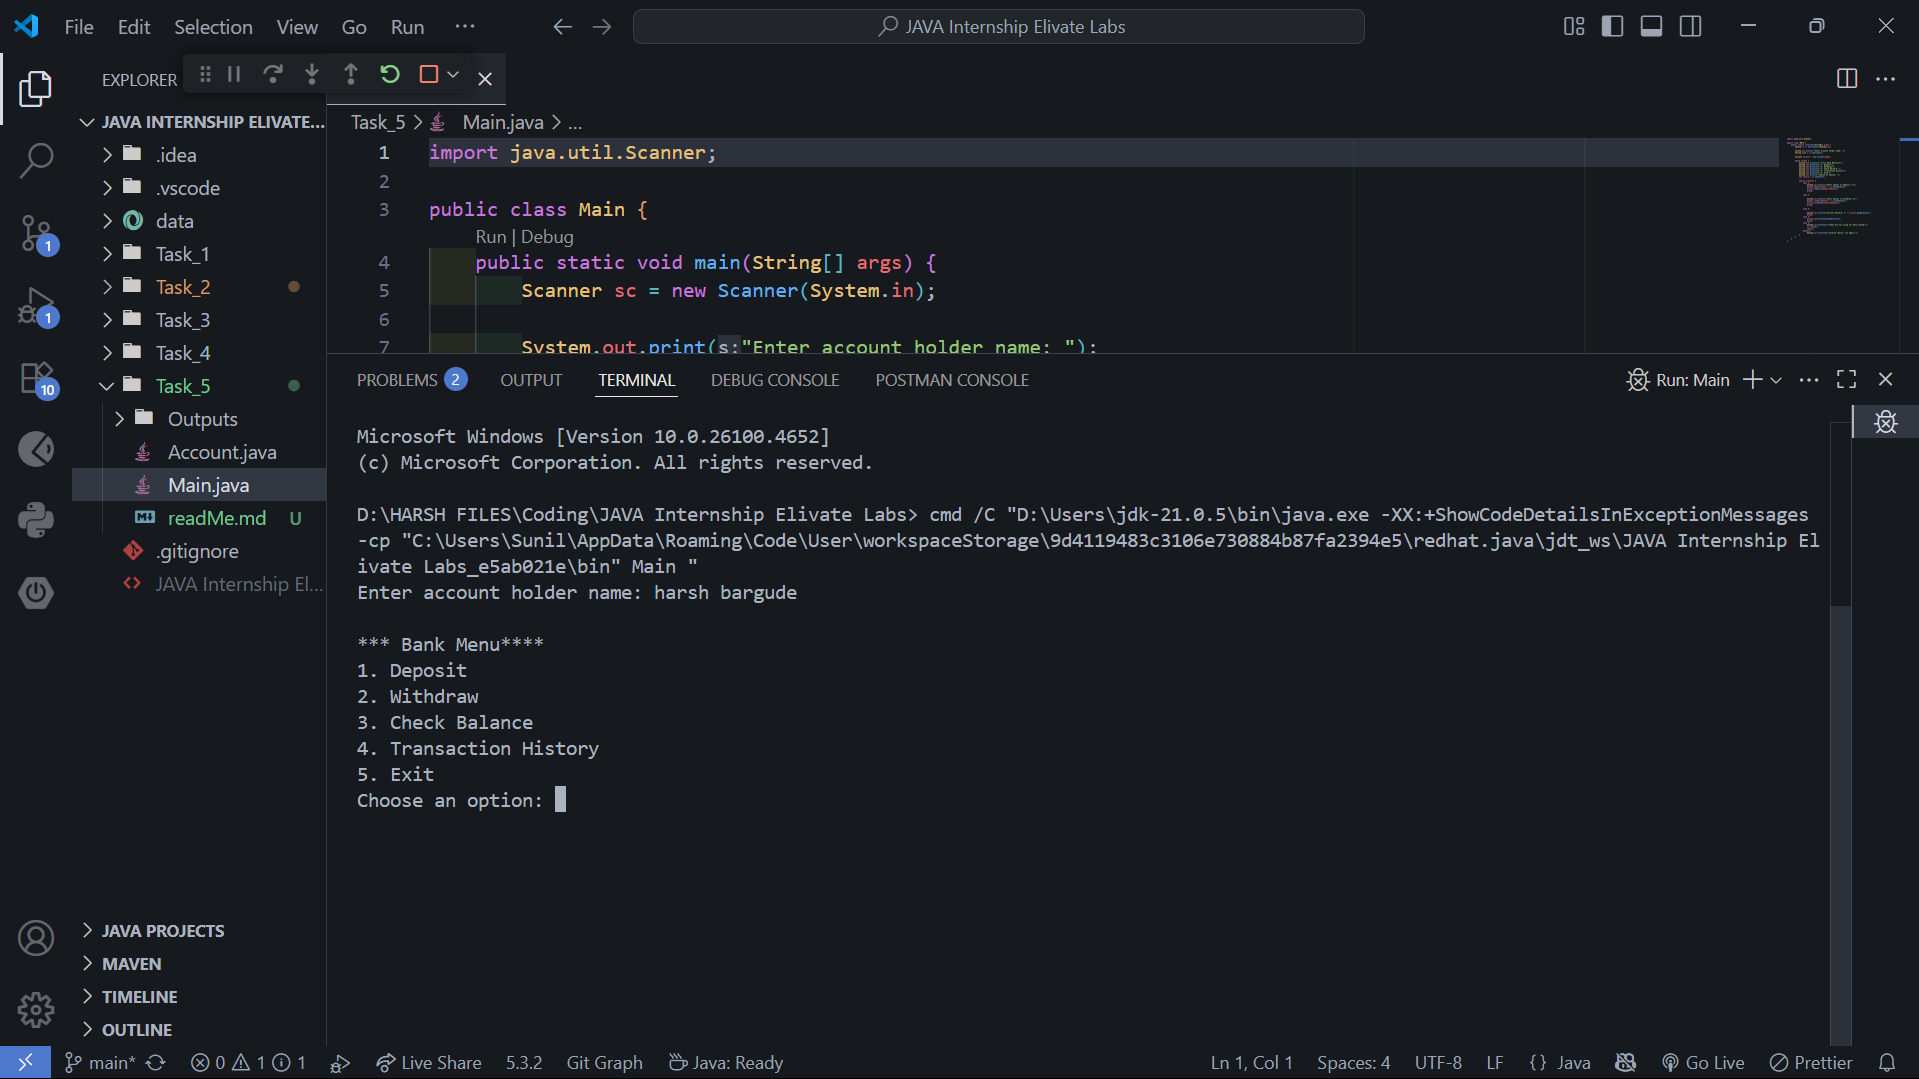 File Edit Selection View Go Run ··· JAVA Internship Elivate Labs
EXPLORER
JAVA INTERNSHIP ELIVATE...
.idea
.vscode
data
Task_1
Task_2
Task_3
Task_4
Task_5
Outputs
Account.java
Main.java
readMe.md U
.gitignore
JAVA Internship El...
JAVA PROJECTS
MAVEN
TIMELINE
OUTLINE
1
1
10
Task_5 > Main.java > ...
1 import java.util.Scanner;
2
3 public class Main {
Run | Debug
4 public static void main(String[] args) {
5 Scanner sc = new Scanner(System.in);
6
7 System.out.print(s:"Enter account holder name: ");
PROBLEMS 2 OUTPUT TERMINAL DEBUG CONSOLE POSTMAN CONSOLE Run: Main
Microsoft Windows [Version 10.0.26100.4652]
(c) Microsoft Corporation. All rights reserved.
D:\HARSH FILES\Coding\JAVA Internship Elivate Labs> cmd /C "D:\Users\jdk-21.0.5\bin\java.exe -XX:+ShowCodeDetailsInExceptionMessages
-cp "C:\Users\Sunil\AppData\Roaming\Code\User\workspaceStorage\9d4119483c3106e730884b87fa2394e5\redhat.java\jdt_ws\JAVA Internship El
ivate Labs_e5ab021e\bin" Main "
Enter account holder name: harsh bargude
*** Bank Menu****
1. Deposit
2. Withdraw
3. Check Balance
4. Transaction History
5. Exit
Choose an option:
main* 0 1 1 Live Share 5.3.2 Git Graph Java: Ready Ln 1, Col 1 Spaces: 4 UTF-8 LF {} Java Go Live Prettier